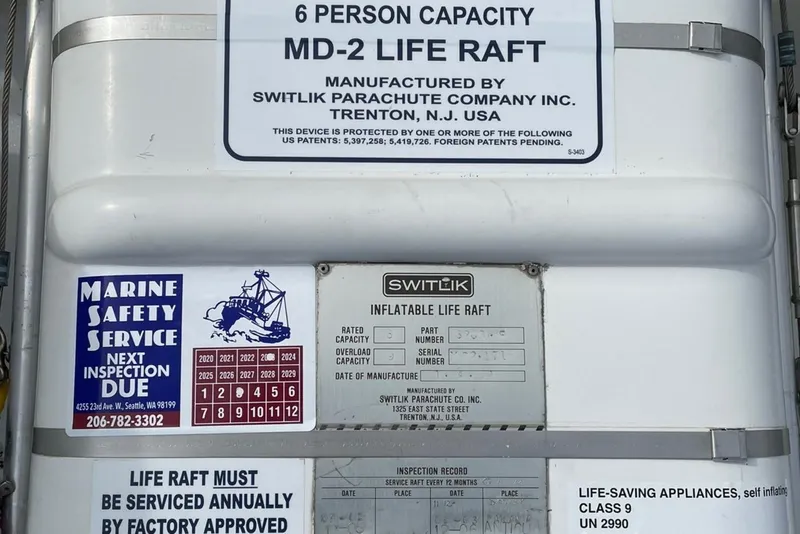 6 PERSON CAPACITY
MD-2 LIFE RAFT
MANUFACTURED BY
SWITLIK PARACHUTE COMPANY INC.
TRENTON, N.J. USA
THIS DEVICE IS PROTECTED BY ONE OR MORE OF THE FOLLOWING
US PATENTS: 5,397,258; 5,419,726. FOREIGN PATENTS PENDING.
S-3403
MARINE
SAFETY
SERVICE
NEXT
INSPECTION
DUE
4255 23rd Ave. W., Seattle, WA 98199
206-782-3302
2020 2021 2022 2024
2025 2026 2027 2028 2029
1 2 4 5 6
7 8 9 10 11 12
SWITLIK
INFLATABLE LIFE RAFT
RATED CAPACITY
PART NUMBER
OVERLOAD CAPACITY
SERIAL NUMBER
DATE OF MANUFACTURE
MANUFACTURED BY
SWITLIK PARACHUTE CO. INC.
1325 EAST STATE STREET
TRENTON, N.J., U.S.A.
LIFE RAFT MUST
BE SERVICED ANNUALLY
BY FACTORY APPROVED
INSPECTION RECORD
SERVICE RAFT EVERY 12 MONTHS
DATE PLACE DATE PLACE
LIFE-SAVING APPLIANCES, self inflating
CLASS 9
UN 2990